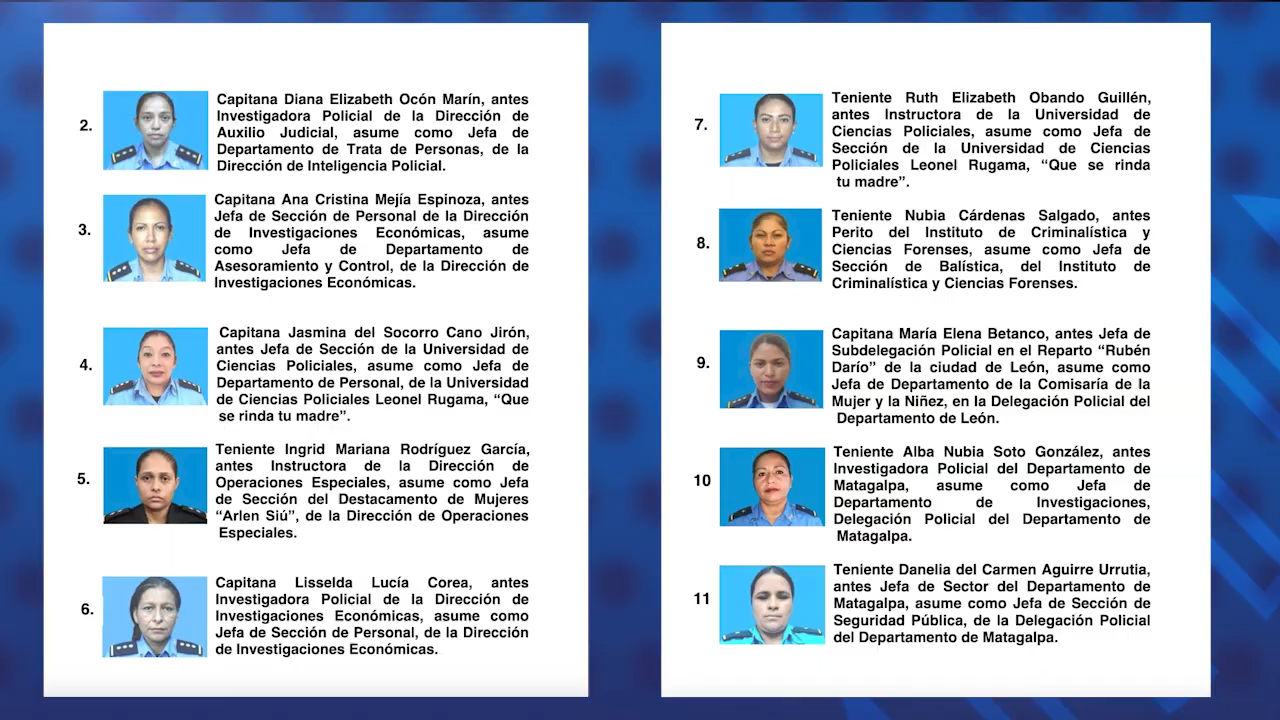 2.
Capitana Diana Elizabeth Ocón Marín, antes
Investigadora Policial de la Dirección de
Auxilio Judicial, asume como Jefa de
Departamento de Trata de Personas, de la
Dirección de Inteligencia Policial.
3.
Capitana Ana Cristina Mejía Espinoza, antes
Jefa de Sección de Personal de la Dirección
de Investigaciones Económicas, asume
como Jefa de Departamento de
Asesoramiento y Control, de la Dirección de
Investigaciones Económicas.
4.
Capitana Jasmina del Socorro Cano Jirón,
antes Jefa de Sección de la Universidad de
Ciencias Policiales, asume como Jefa de
Departamento de Personal, de la Universidad
de Ciencias Policiales Leonel Rugama, “Que
se rinda tu madre”.
5.
Teniente Ingrid Mariana Rodríguez García,
antes Instructora de la Dirección de
Operaciones Especiales, asume como Jefa
de Sección del Destacamento de Mujeres
“Arlen Siú”, de la Dirección de Operaciones
Especiales.
6.
Capitana Lisselda Lucía Corea, antes
Investigadora Policial de la Dirección de
Investigaciones Económicas, asume como
Jefa de Sección de Personal, de la Dirección
de Investigaciones Económicas.
7.
Teniente Ruth Elizabeth Obando Guillén,
antes Instructora de la Universidad de
Ciencias Policiales, asume como Jefa de
Sección de la Universidad de Ciencias
Policiales Leonel Rugama, “Que se rinda
tu madre”.
8.
Teniente Nubia Cárdenas Salgado, antes
Perito del Instituto de Criminalística y
Ciencias Forenses, asume como Jefa de
Sección de Balística, del Instituto de
Criminalística y Ciencias Forenses.
9.
Capitana María Elena Betanco, antes Jefa de
Subdelegación Policial en el Reparto “Rubén
Darío” de la ciudad de León, asume como
Jefa de Departamento de la Comisaría de la
Mujer y la Niñez, en la Delegación Policial del
Departamento de León.
10
Teniente Alba Nubia Soto González, antes
Investigadora Policial del Departamento de
Matagalpa, asume como Jefa de
Departamento de Investigaciones,
Delegación Policial del Departamento de
Matagalpa.
11
Teniente Danelia del Carmen Aguirre Urrutia,
antes Jefa de Sector del Departamento de
Matagalpa, asume como Jefa de Sección de
Seguridad Pública, de la Delegación Policial
del Departamento de Matagalpa.